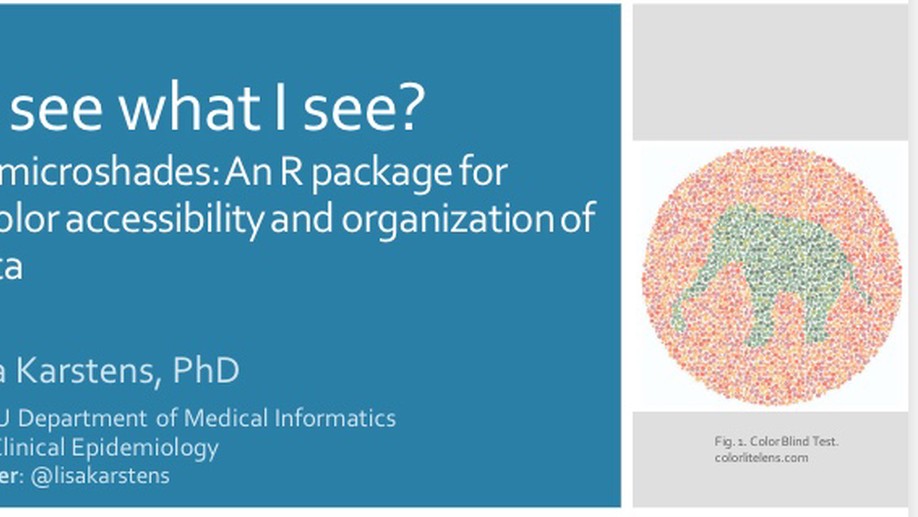 see what I see?
microshades: An R package for
olor accessibility and organization of
ta
a Karstens, PhD
U Department of Medical Informatics
Clinical Epidemiology
er: @lisakarstens
Fig. 1. Color Blind Test.
colorlitelens.com